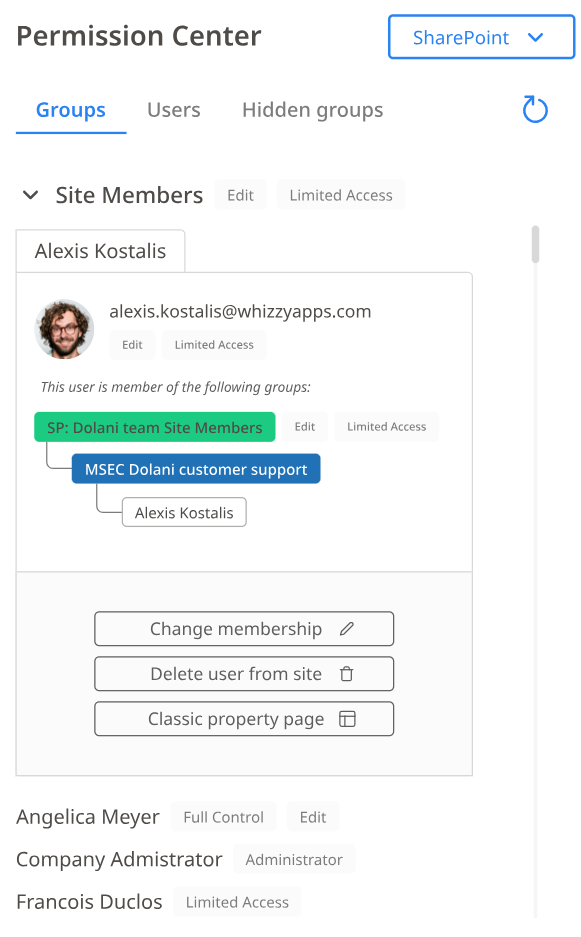 Permission Center
SharePoint
Groups Users Hidden groups
Site Members Edit Limited Access
Alexis Kostalis
alexis.kostalis@whizzyapps.com
Edit Limited Access
This user is member of the following groups:
SP: Dolani team Site Members Edit Limited Access
MSEC Dolani customer support
Alexis Kostalis
Change membership
Delete user from site
Classic property page
Angelica Meyer Full Control Edit
Company Admistrator Administrator
Francois Duclos Limited Access